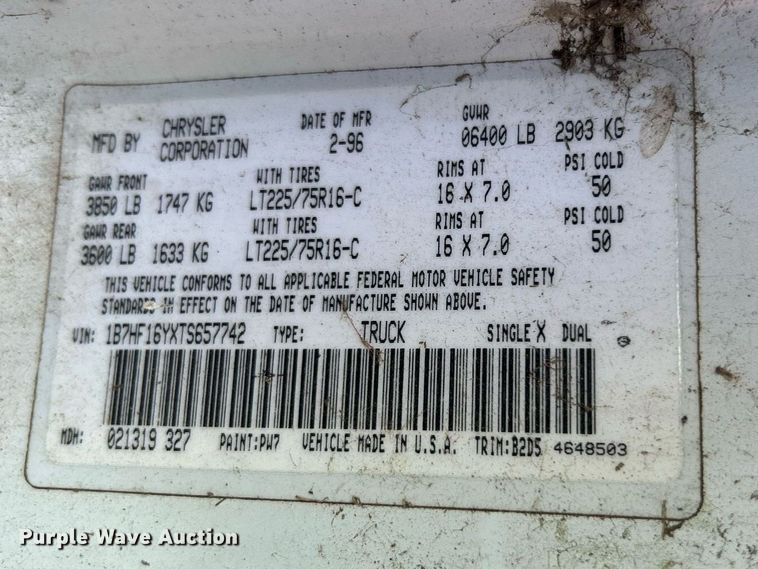 MFD BY CHRYSLER CORPORATION DATE OF MFR 2-96 GVWR 06400 LB 2903 KG
GAWR FRONT WITH TIRES RIMS AT PSI COLD
3850 LB 1747 KG LT225/75R16-C 16 X 7.0 50
GAWR REAR WITH TIRES RIMS AT PSI COLD
3600 LB 1633 KG LT225/75R16-C 16 X 7.0 50
THIS VEHICLE CONFORMS TO ALL APPLICABLE FEDERAL MOTOR VEHICLE SAFETY
STANDARDS IN EFFECT ON THE DATE OF MANUFACTURE SHOWN ABOVE.
VIN: 1B7HF16YXTS657742 TYPE: TRUCK SINGLE X DUAL
MDH: 021319 327 PAINT:PW7 VEHICLE MADE IN U.S.A. TRIM:B2D5 4648503
Purple Wave Auction